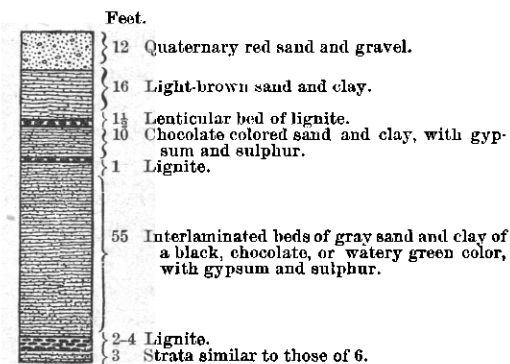 Feet.
12 Quaternary red sand and gravel.
16 Light-brown sand and clay.
1½ Lenticular bed of lignite.
10 Chocolate colored sand and clay, with gyp-
sum and sulphur.
1 Lignite.
55 Interlaminated beds of gray sand and clay of
a black, chocolate, or watery green color,
with gypsum and sulphur.
2-4 Lignite.
3 Strata similar to those of 6.